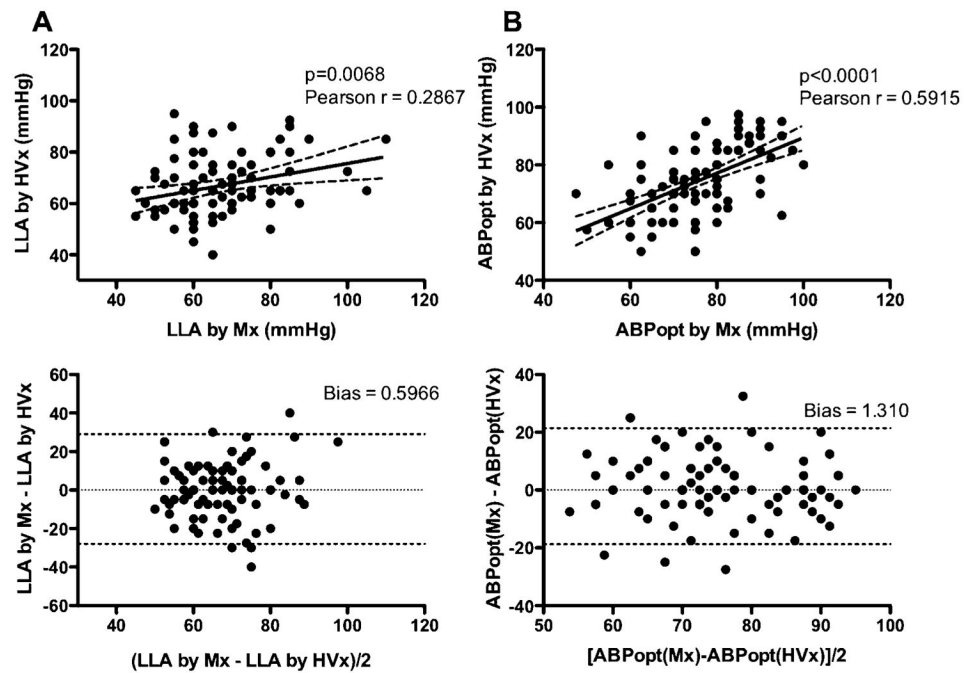 A
B
120
100
80
60
40
LLA by HVx (mmHg)
p=0.0068
Pearson r = 0.2867
40 60 80 100 120
LLA by Mx (mmHg)
120
100
80
60
40
ABPopt by HVx (mmHg)
p<0.0001
Pearson r = 0.5915
40 60 80 100 120
ABPopt by Mx (mmHg)
60
40
20
0
-20
-40
-60
LLA by Mx - LLA by HVx
Bias = 0.5966
40 60 80 100 120
(LLA by Mx - LLA by HVx)/2
40
20
0
-20
-40
ABPopt(Mx) - ABPopt(HVx)
Bias = 1.310
50 60 70 80 90 100
[ABPopt(Mx)-ABPopt(HVx)]/2